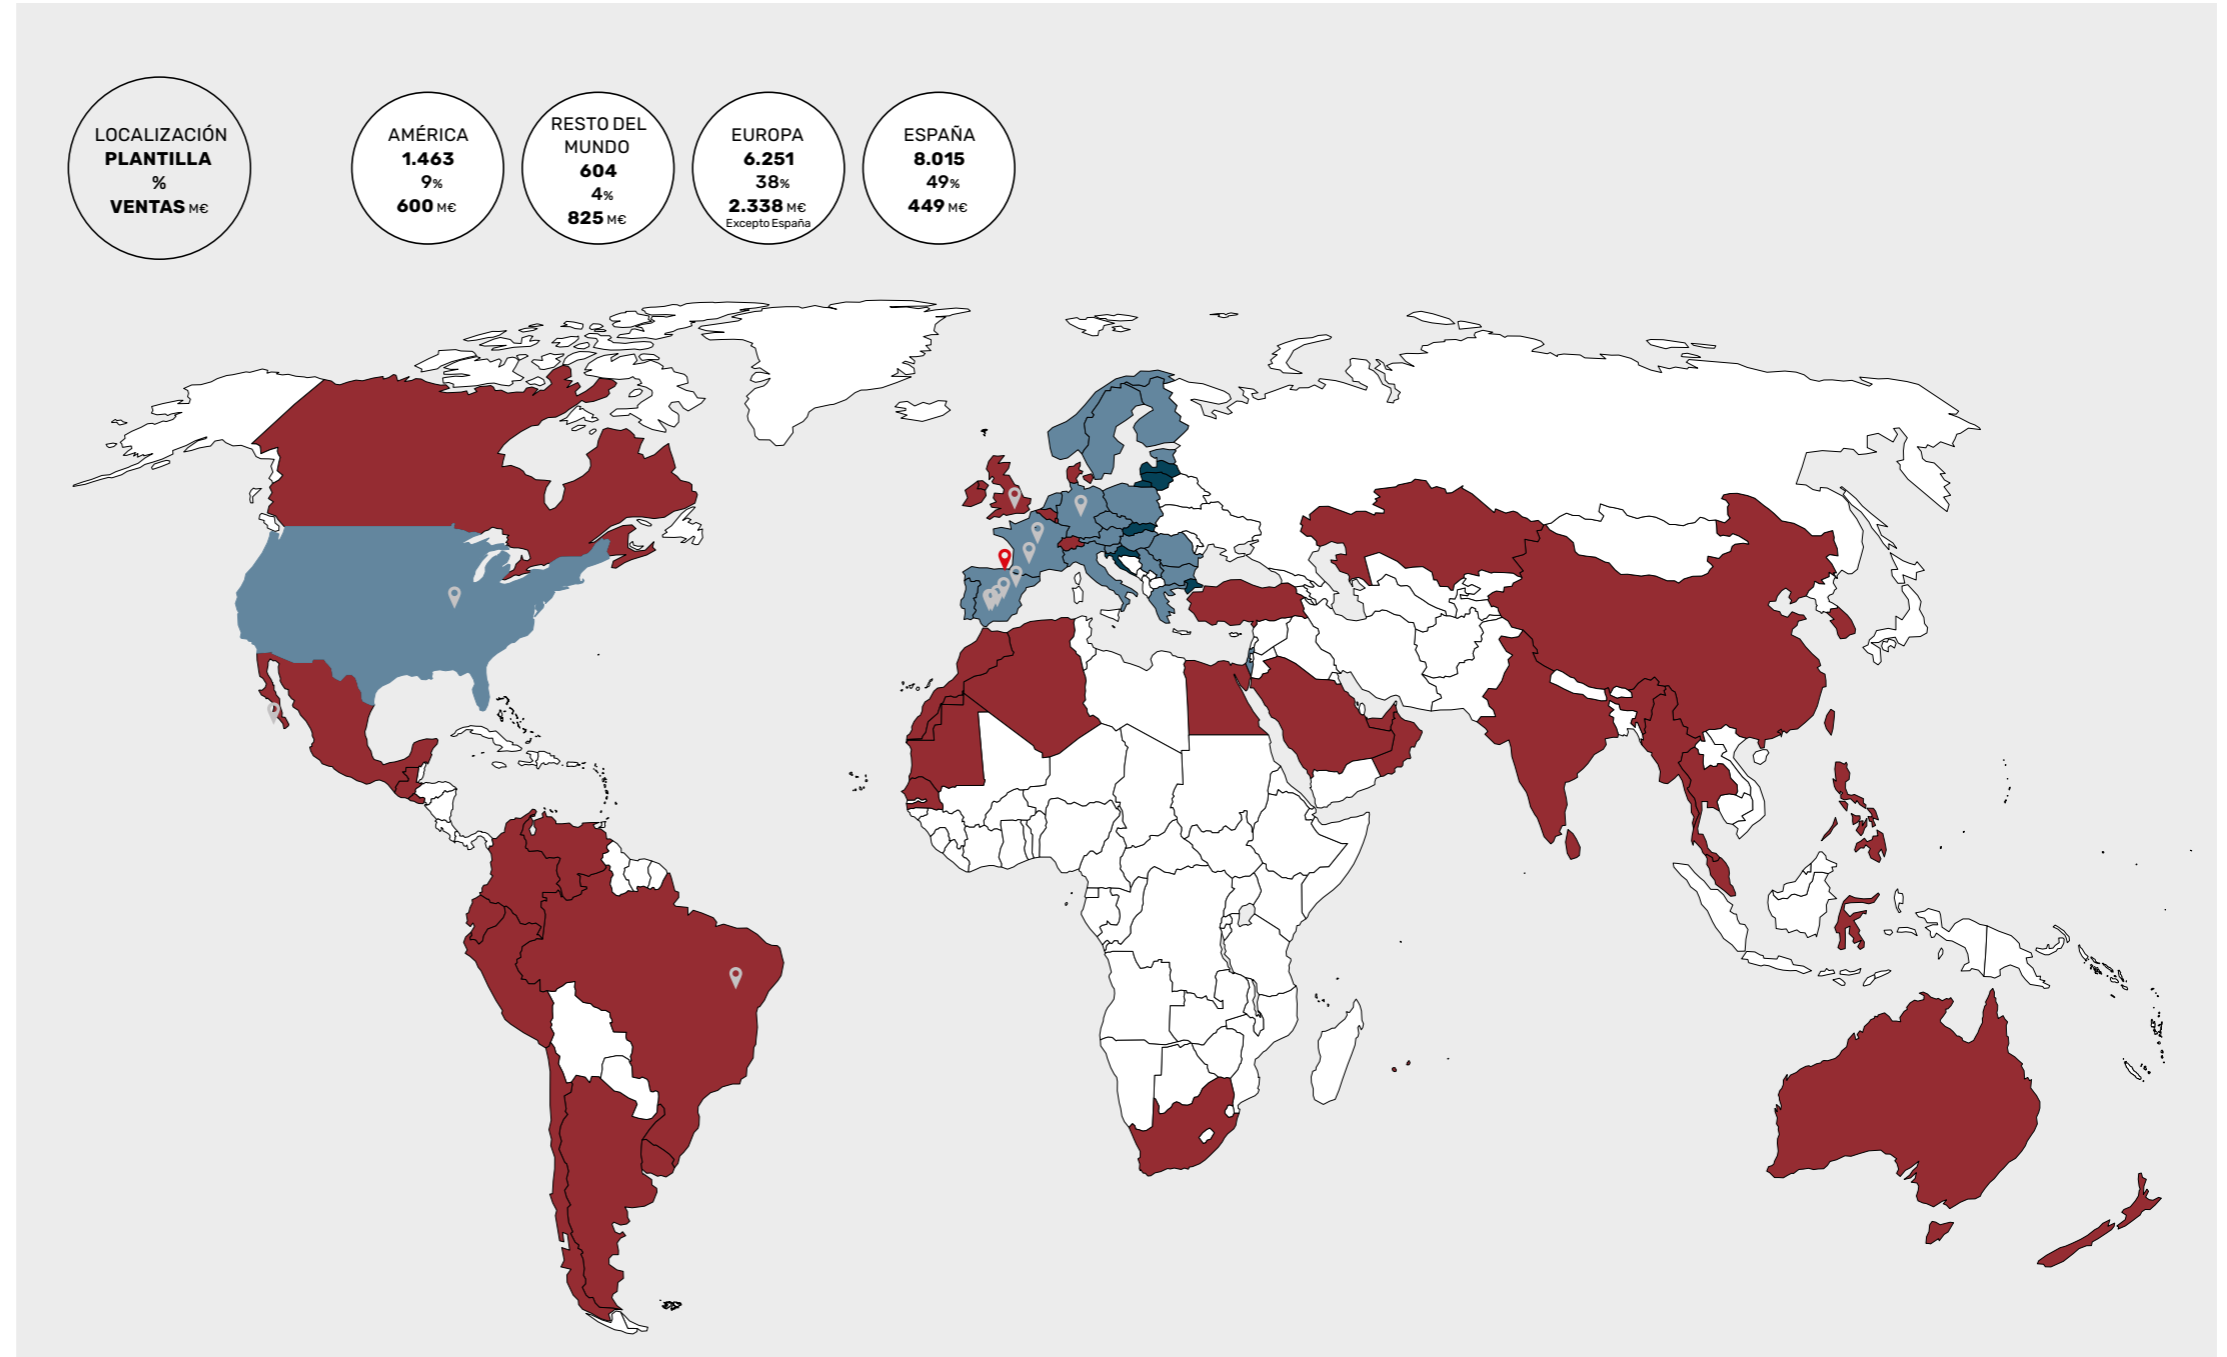 LOCALIZACIÓN
PLANTILLA
%
VENTAS M€
AMÉRICA
1.463
9%
600 M€
RESTO DEL
MUNDO
604
4%
825 M€
EUROPA
6.251
38%
2.338 M€
Excepto España
ESPAÑA
8.015
49%
449 M€